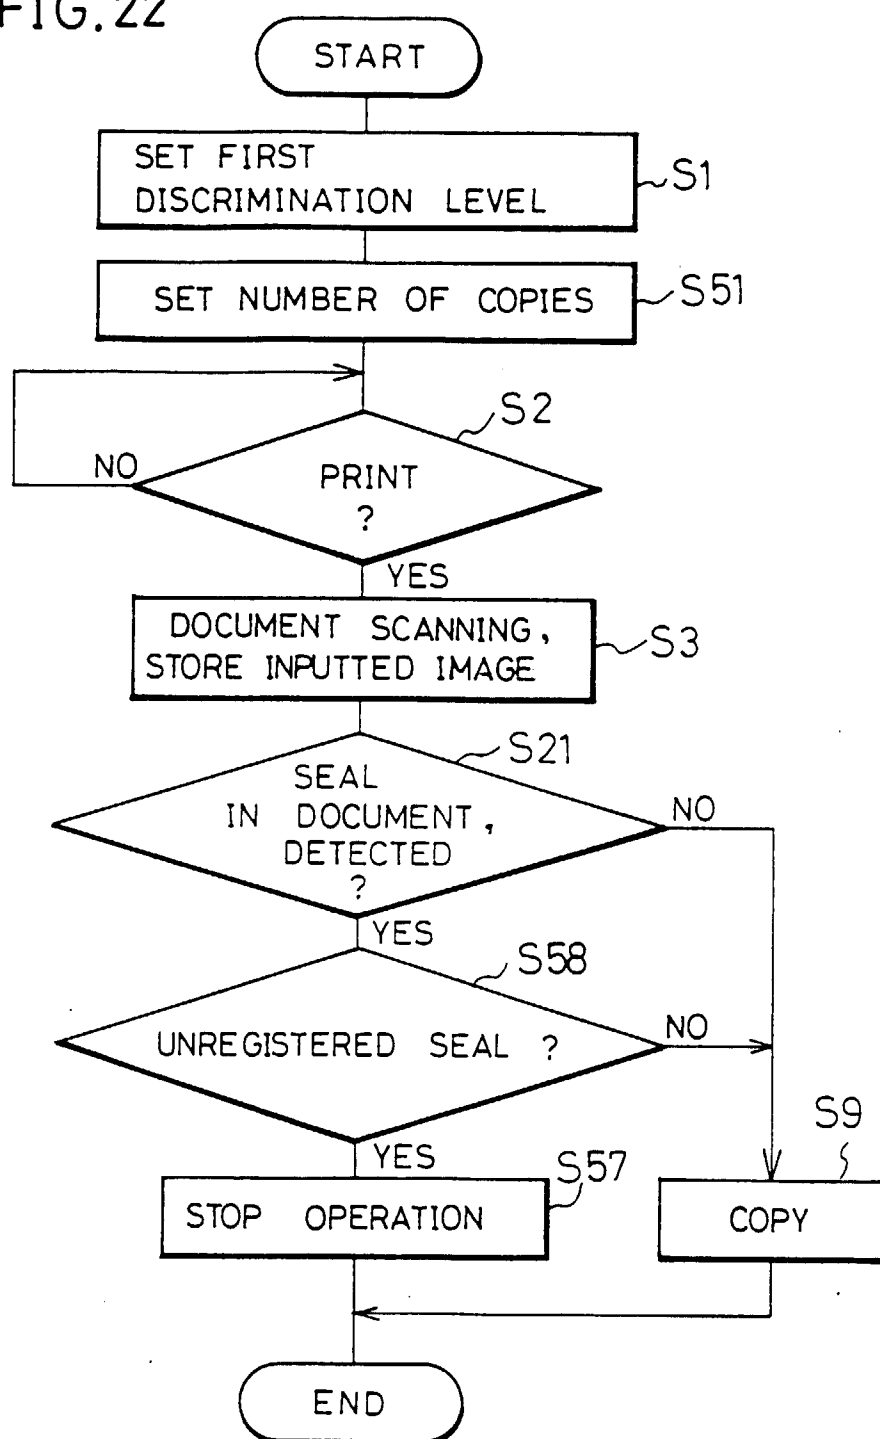 FIG.22
START
SET FIRST
DISCRIMINATION LEVEL
S1
SET NUMBER OF COPIES
S51
S2
NO
PRINT
?
YES
DOCUMENT SCANNING,
STORE INPUTTED IMAGE
S3
S21
SEAL
IN DOCUMENT,
DETECTED
?
NO
YES
S58
UNREGISTERED SEAL ?
NO
YES
S57
STOP OPERATION
S9
COPY
END